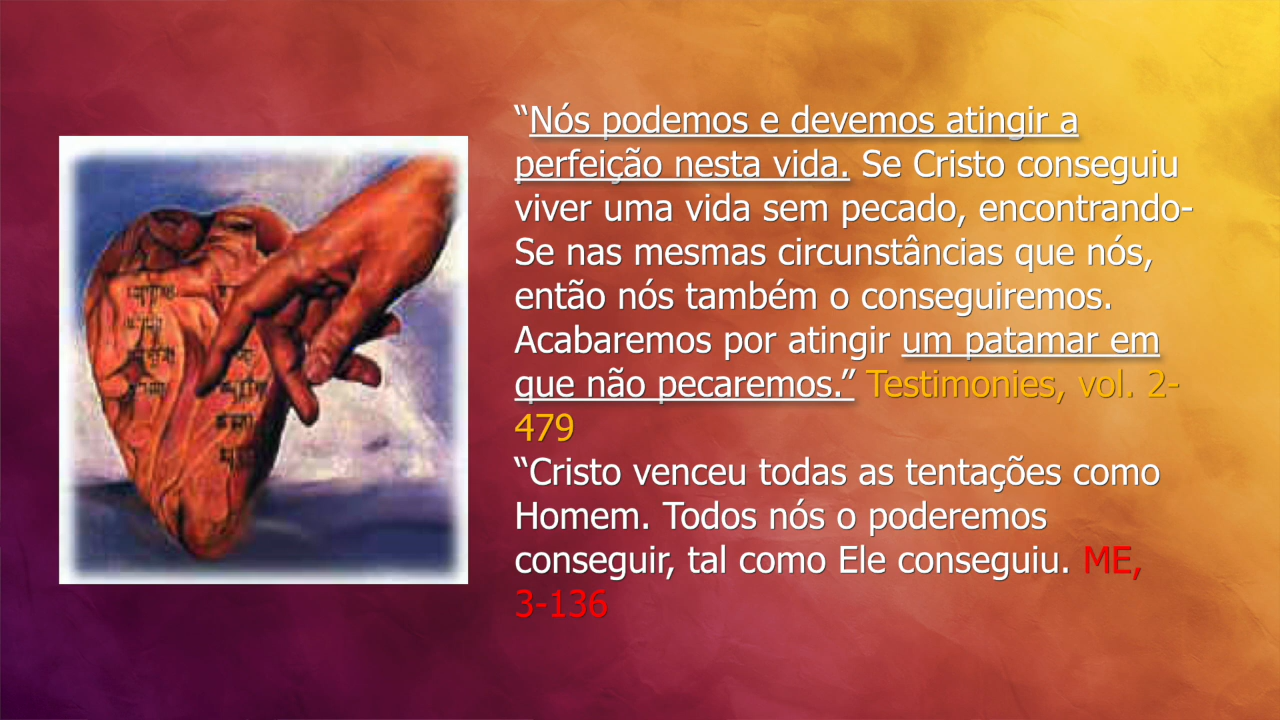 “Nós podemos e devemos atingir a
perfeição nesta vida. Se Cristo conseguiu
viver uma vida sem pecado, encontrando-
Se nas mesmas circunstâncias que nós,
então nós também o conseguiremos.
Acabaremos por atingir um patamar em
que não pecaremos.” Testimonies, vol. 2-
479
“Cristo venceu todas as tentações como
Homem. Todos nós o poderemos
conseguir, tal como Ele conseguiu. ME,
3-136